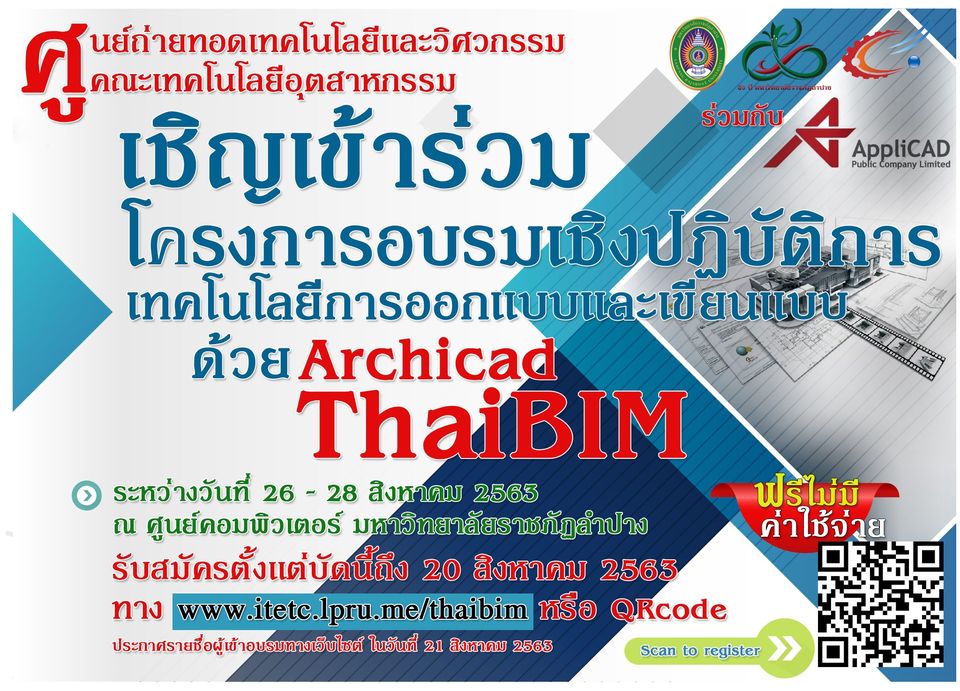 ศูนย์ถ่ายทอดเทคโนโลยีและวิศวกรรม
คณะเทคโนโลยีอุตสาหกรรม
ร่วมกับ
AppliCAD
Public Company Limited
เชิญเข้าร่วม
โครงการอบรมเชิงปฏิบัติการ
เทคโนโลยีการออกแบบและเขียนแบบ
ด้วย Archicad
ThaiBIM
ระหว่างวันที่ 26 - 28 สิงหาคม 2563
ณ ศูนย์คอมพิวเตอร์ มหาวิทยาลัยราชภัฏลำปาง
ฟรีไม่มี
ค่าใช้จ่าย
รับสมัครตั้งแต่บัดนี้ถึง 20 สิงหาคม 2563
ทาง www.itetc.lpru.me/thaibim หรือ QRcode
ประกาศรายชื่อผู้เข้าอบรมทางเว็บไซต์ ในวันที่ 21 สิงหาคม 2563
Scan to register